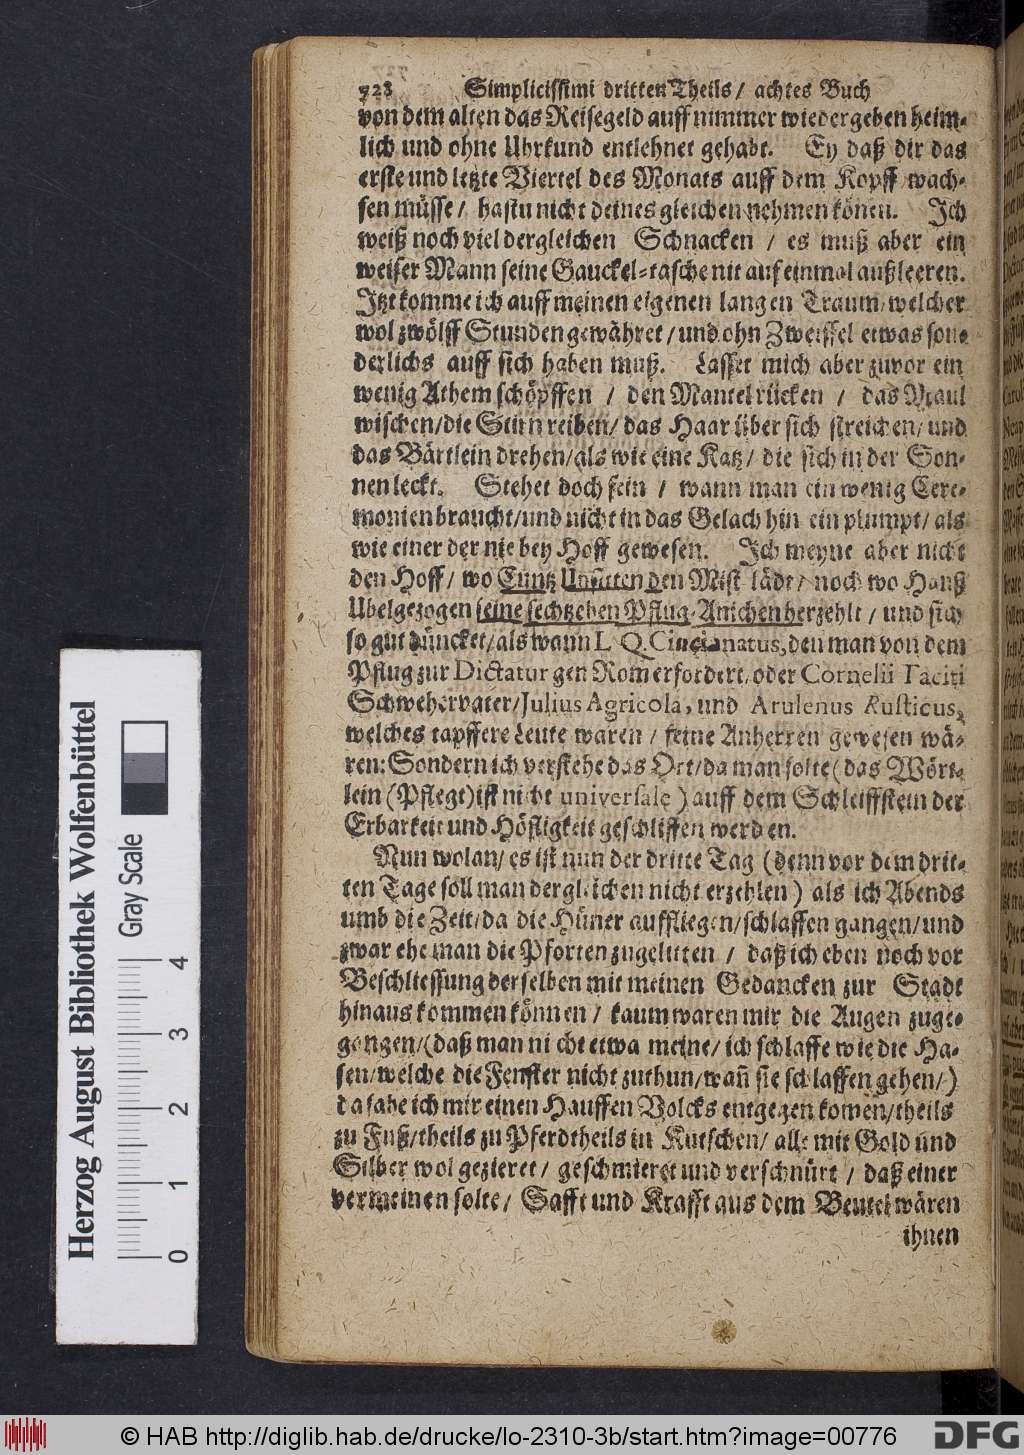 728 Simplicissimi dritten Theils / achtes Buch
von dem alten das Reisegeld auff nimmer wiedergeben heim-
lich und ohne Uhrkund entlehnet gehabt. Ey daß dir das
erste und letzte Viertel des Monats auff dem Kopff wach-
sen müsse / hastu nicht deines gleichen nehmen köñen. Ich
weiß noch viel dergleichen Schnacken / es muß aber ein
weiser Mann seine Gauckel-tasche nit auf einmal außleeren.
Itzt komme ich auff meinen eigenen langen Traum / welcher
wol zwölff Stunden gewähret / und ohn Zweiffel etwas son-
derlichs auff sich haben muß. Lasset mich aber zuvor ein
wenig Athem schöpffen / den Mantel rücken / das Maul
wischen / die Stirn reiben / das Haar über sich streichen / und
das Bärtlein drehen / als wie eine Katz / die sich in der Son-
nen leckt. Stehet doch fein / wann man ein wenig Cere-
monien braucht / und nicht in das Gelach hin ein plumpt / als
wie einer der nie bey Hoff gewesen. Ich meyne aber nicht
den Hoff / wo Cuntz Unfuten den Mist lädt / noch wo Hanß
Ubelgezogen seine sechtzehen Pflug-Anichen herzehlt / und sich
so gut düncket / als wann L. Q. Cincianatus, den man von dem
Pflug zur Dictatur gen Rom erfordert, oder Cornelii Taciti
Schwehervater / Julius Agricola, und Arulenus Rusticus,
welches tapffere Leute waren / seine Anherren gewesen wä-
ren: Sondern ich verstehe das Ort / da man solte (das Wört-
lein (Pflegt) ist nicht universale) auff dem Schleiffstein der
Erbarkeit und Höfligkeit geschliffen werden.
Nun wolan / es ist nun der dritte Tag (denn vor dem drit-
ten Tage soll man dergleichen nicht erzehlen) als ich Abends
umb die Zeit / da die Hüner auffliegen / schlaffen gangen / und
zwar ehe man die Pforten zugelitten / daß ich eben noch vor
Beschliessung derselben mit meinen Gedancken zur Stadt
hinaus kommen können / kaum waren mir die Augen zuge-
gangen / (daß man nicht etwa meine / ich schlaffe wie die Ha-
sen / welche die Fenster nicht zuthun / wañ sie schlaffen gehen /)
da sahe ich mir einen Hauffen Volcks entgegen komen / theils
zu Fuß / theils zu Pferd theils in Kutschen / alle mit Gold und
Silber wol gezieret / geschmieret und verschnürt / daß einer
vermeinen solte / Safft und Krafft aus dem Beutel wären
ihnen
Herzog August Bibliothek Wolfenbüttel
Gray Scale
0 1 2 3 4
© HAB http://diglib.hab.de/drucke/lo-2310-3b/start.htm?image=00776
DFG